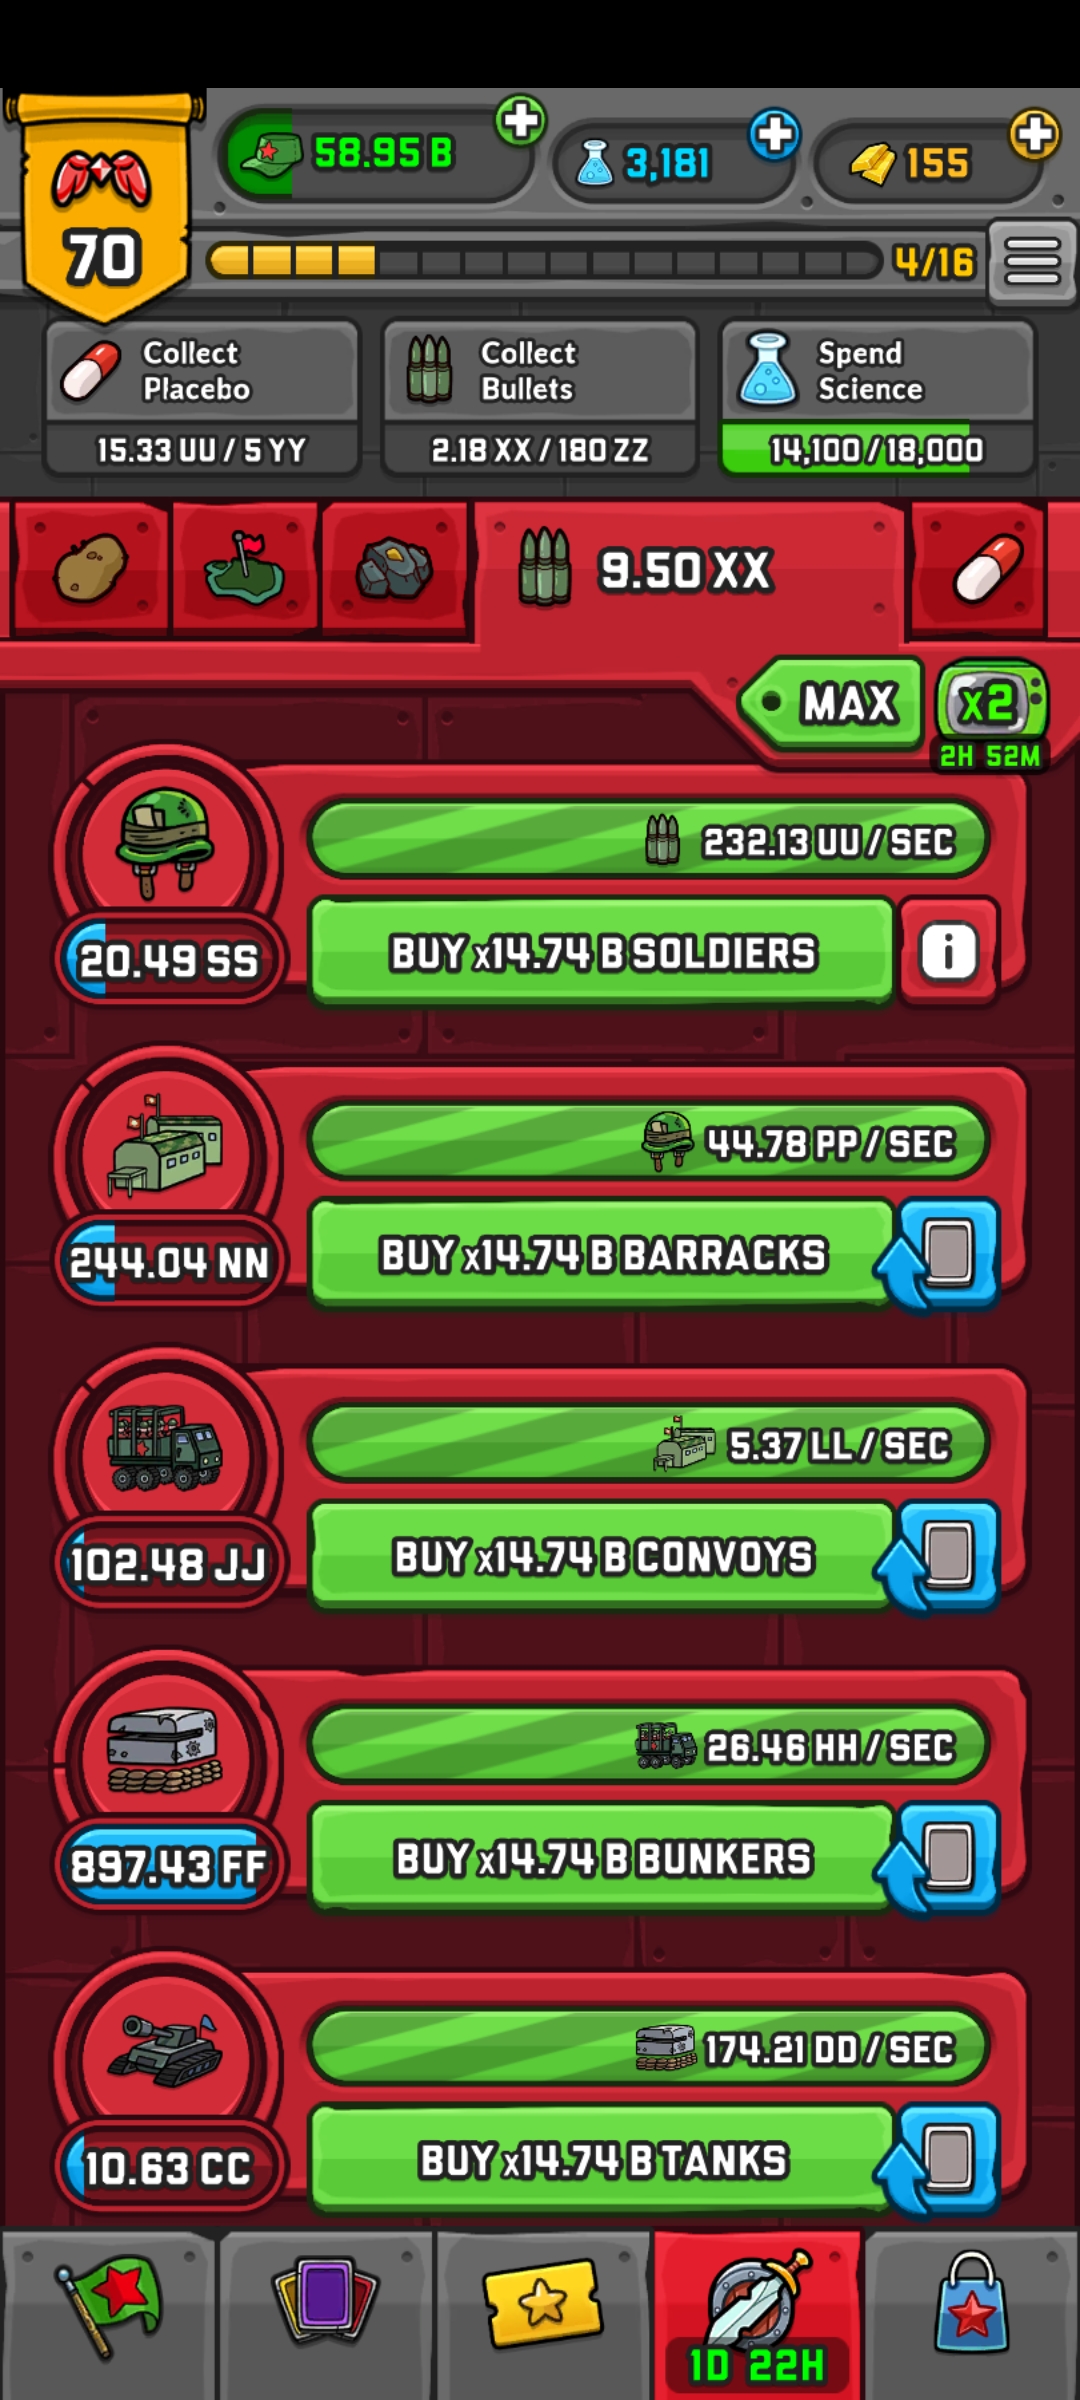 70
58.95 B
3,181
155
4/16
Collect
Placebo
15.33 UU / 5 YY
Collect
Bullets
2.18 XX / 180 ZZ
Spend
Science
14,100 / 18,000
9.50 XX
MAX
x2
2H 52M
232.13 UU / SEC
20.49 SS
BUY x14.74 B SOLDIERS
i
44.78 PP / SEC
244.04 NN
BUY x14.74 B BARRACKS
5.37 LL / SEC
102.48 JJ
BUY x14.74 B CONVOYS
26.46 HH / SEC
897.43 FF
BUY x14.74 B BUNKERS
174.21 DD / SEC
10.63 CC
BUY x14.74 B TANKS
1D 22H